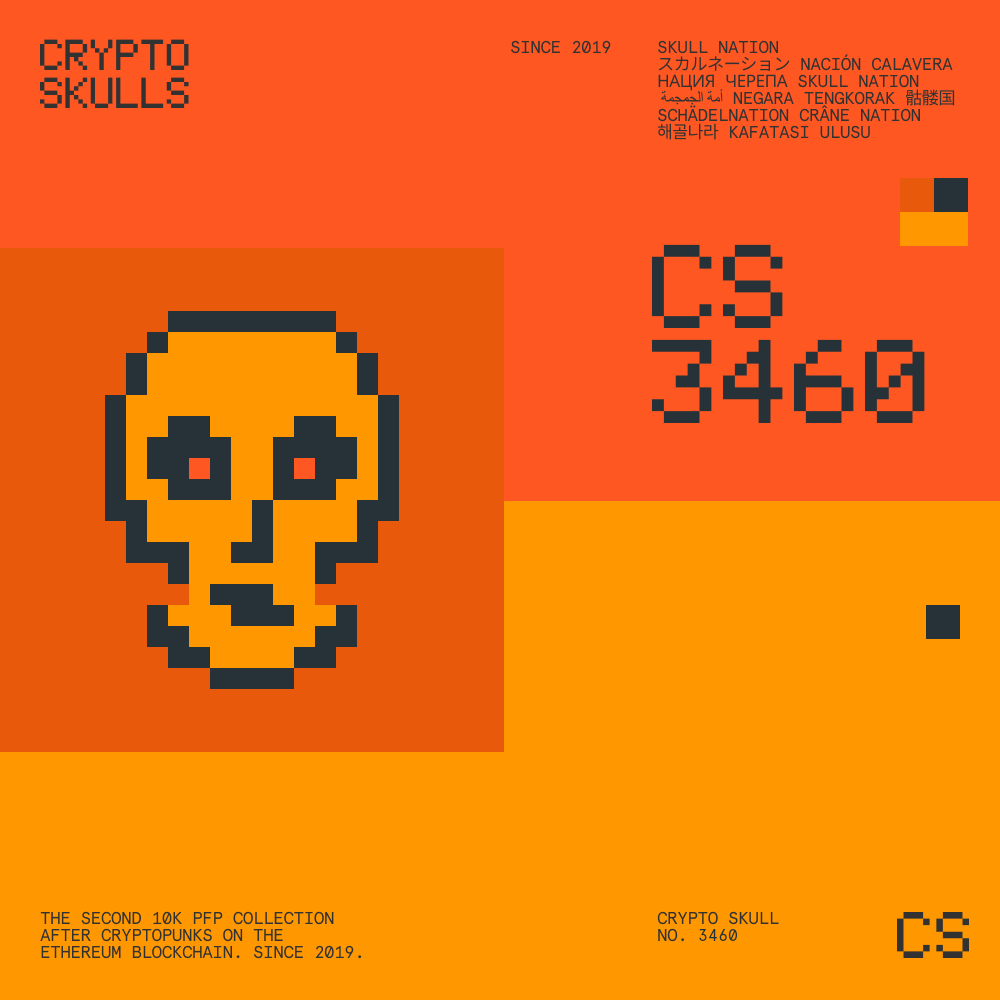 CRYPTO
SKULLS
SINCE 2019
SKULL NATION
スカルネーション NACIÓN CALAVERA
НАЦИЯ ЧЕРЕПА SKULL NATION
أمة الجمجمة NEGARA TENGKORAK 骷髅国
SCHÄDELNATION CRÂNE NATION
해골나라 KAFATASI ULUSU
CS
3460
THE SECOND 10K PFP COLLECTION
AFTER CRYPTOPUNKS ON THE
ETHEREUM BLOCKCHAIN. SINCE 2019.
CRYPTO SKULL
NO. 3460
CS